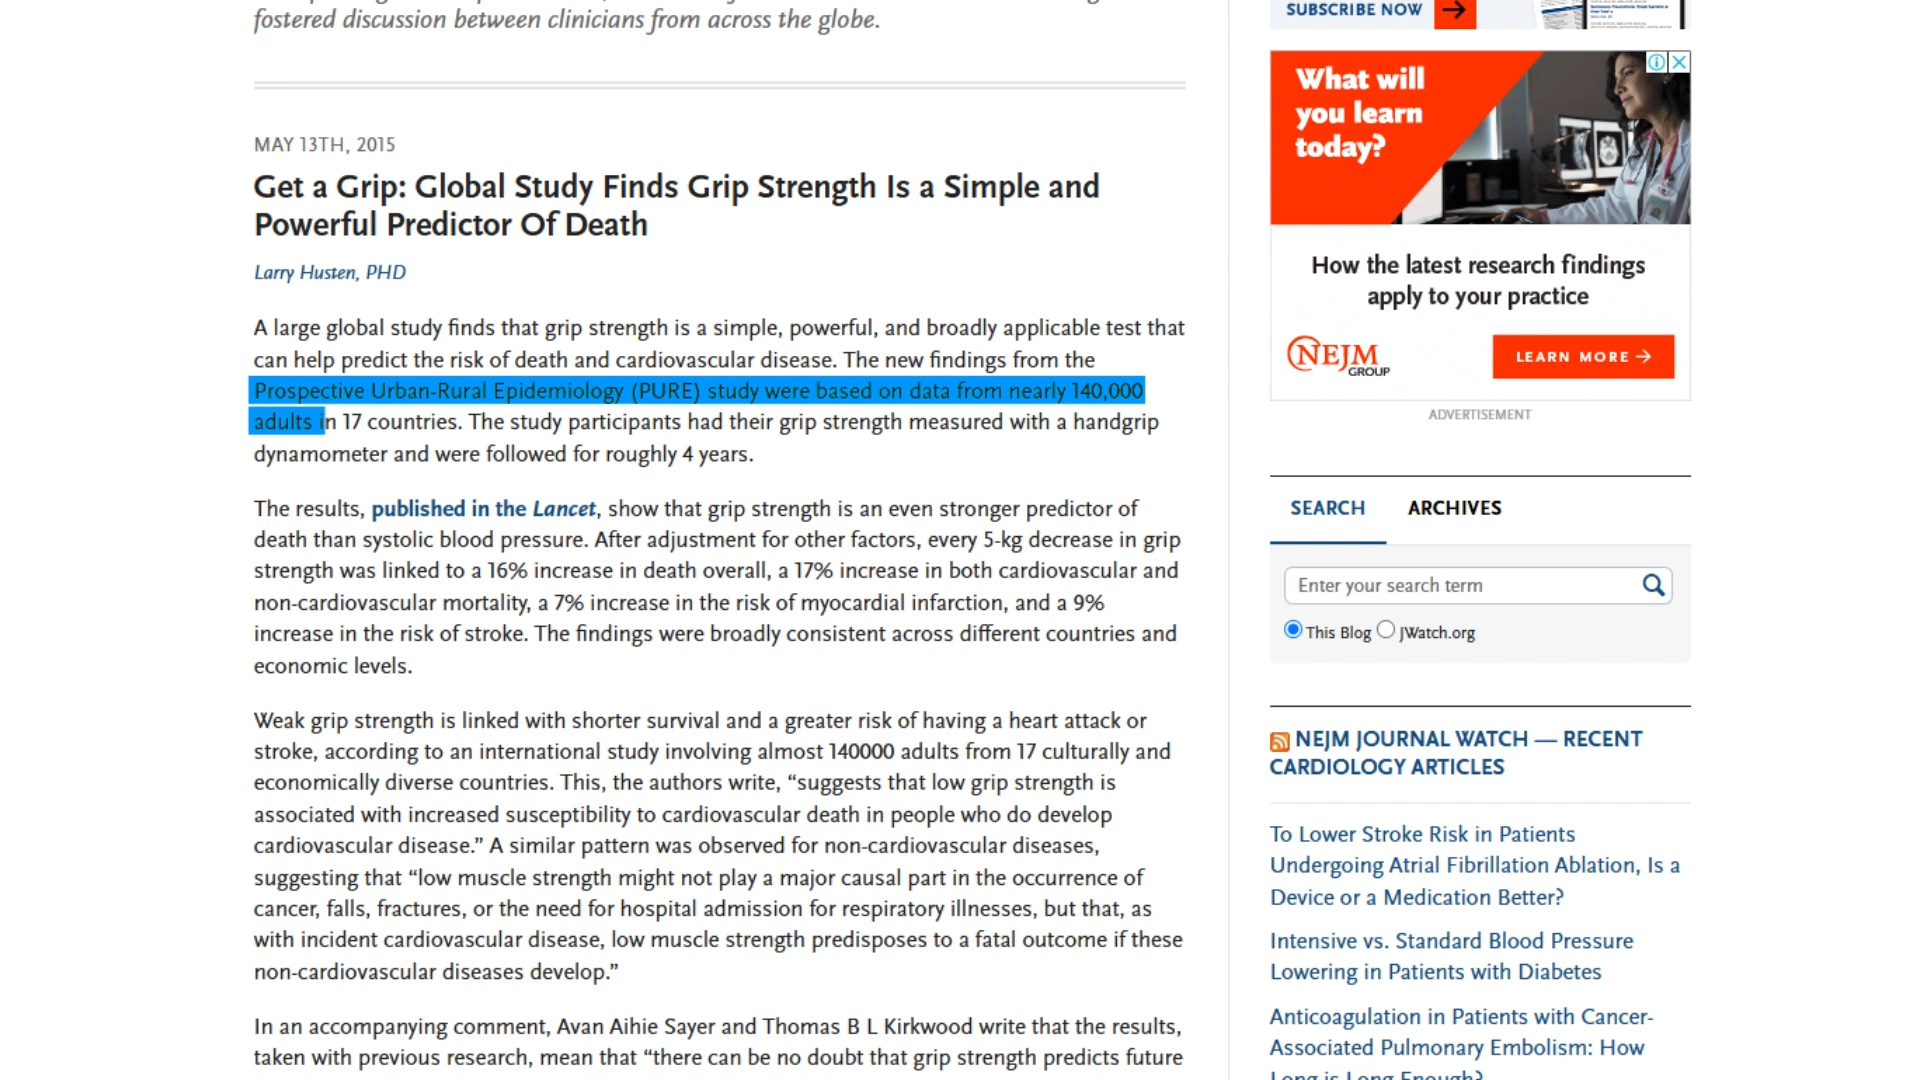 fostered discussion between clinicians from across the globe.
MAY 13TH, 2015
Get a Grip: Global Study Finds Grip Strength Is a Simple and
Powerful Predictor Of Death
Larry Husten, PHD
A large global study finds that grip strength is a simple, powerful, and broadly applicable test that
can help predict the risk of death and cardiovascular disease. The new findings from the
Prospective Urban-Rural Epidemiology (PURE) study were based on data from nearly 140,000
adults in 17 countries. The study participants had their grip strength measured with a handgrip
dynamometer and were followed for roughly 4 years.
The results, published in the Lancet, show that grip strength is an even stronger predictor of
death than systolic blood pressure. After adjustment for other factors, every 5-kg decrease in grip
strength was linked to a 16% increase in death overall, a 17% increase in both cardiovascular and
non-cardiovascular mortality, a 7% increase in the risk of myocardial infarction, and a 9%
increase in the risk of stroke. The findings were broadly consistent across different countries and
economic levels.
Weak grip strength is linked with shorter survival and a greater risk of having a heart attack or
stroke, according to an international study involving almost 140000 adults from 17 culturally and
economically diverse countries. This, the authors write, “suggests that low grip strength is
associated with increased susceptibility to cardiovascular death in people who do develop
cardiovascular disease.” A similar pattern was observed for non-cardiovascular diseases,
suggesting that “low muscle strength might not play a major causal part in the occurrence of
cancer, falls, fractures, or the need for hospital admission for respiratory illnesses, but that, as
with incident cardiovascular disease, low muscle strength predisposes to a fatal outcome if these
non-cardiovascular diseases develop.”
In an accompanying comment, Avan Aihie Sayer and Thomas B L Kirkwood write that the results,
taken with previous research, mean that “there can be no doubt that grip strength predicts future
SUBSCRIBE NOW
What will
you learn
today?
How the latest research findings
apply to your practice
NEJM
GROUP
LEARN MORE
ADVERTISEMENT
SEARCH ARCHIVES
Enter your search term
This Blog JWatch.org
NEJM JOURNAL WATCH — RECENT
CARDIOLOGY ARTICLES
To Lower Stroke Risk in Patients
Undergoing Atrial Fibrillation Ablation, Is a
Device or a Medication Better?
Intensive vs. Standard Blood Pressure
Lowering in Patients with Diabetes
Anticoagulation in Patients with Cancer-
Associated Pulmonary Embolism: How
Long is Long Enough?